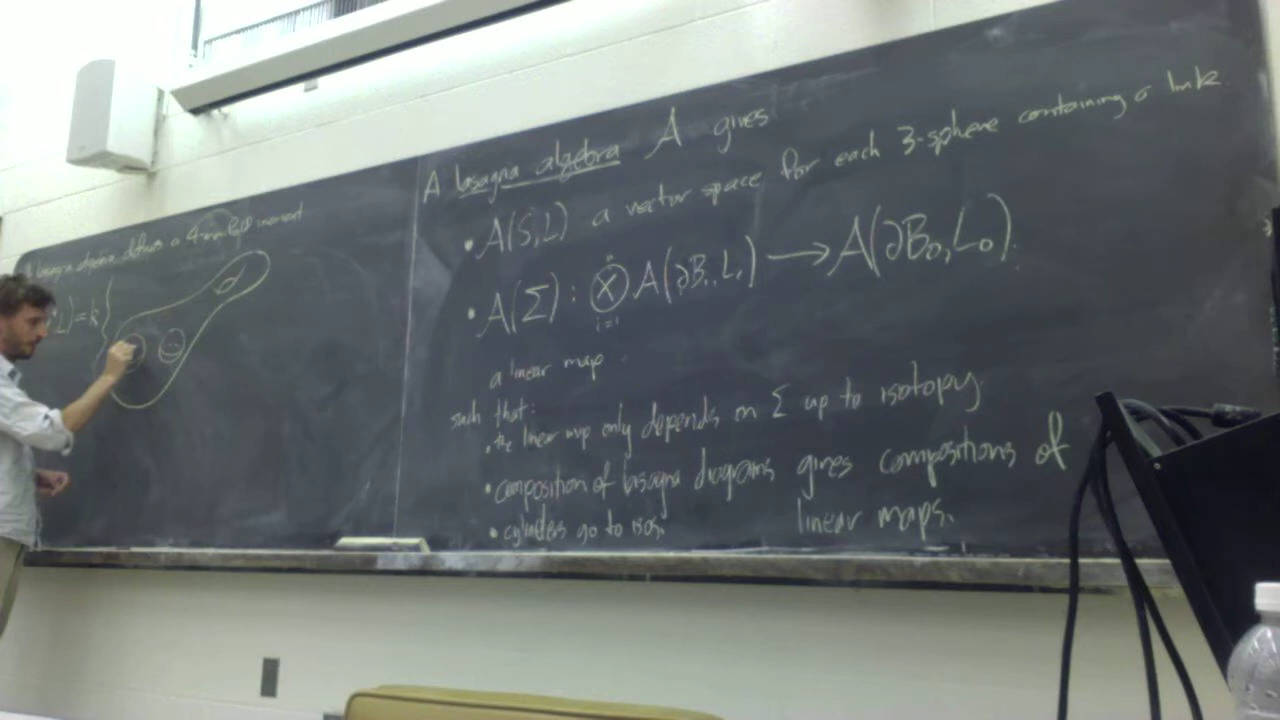 defines a 4-manifold invariant
L) = k {
A lasagna algebra A gives
• A(S,L) a vector space for each 3-sphere containing a link
• A(Σ) : ⊗ᵢ₌₁ⁿ A(∂Bᵢ,Lᵢ) ⟶ A(∂B₀,L₀).
a linear map.
such that:
• the linear map only depends on Σ up to isotopy.
• composition of lasagna diagrams gives compositions of
linear maps.
• cylinders go to isos.